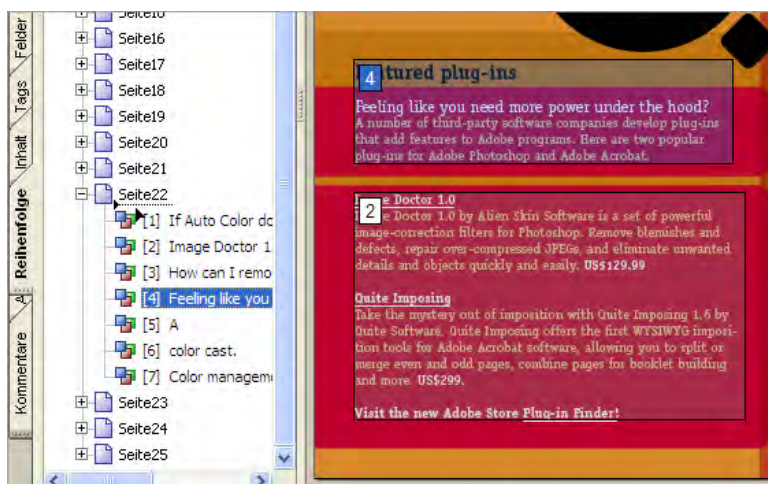 Felder
Tags
Inhalt
Reihenfolge
Kommentare
Seite16
Seite17
Seite18
Seite19
Seite20
Seite21
Seite22
[1] If Auto Color do
[2] Image Doctor 1
[3] How can I remo
[4] Feeling like you
[5] A
[6] color cast.
[7] Color managem
Seite23
Seite24
Seite25
4
tured plug-ins
Feeling like you need more power under the hood?
A number of third-party software companies develop plug-ins
that add features to Adobe programs. Here are two popular
plug-ins for Adobe Photoshop and Adobe Acrobat.
2
Doctor 1.0
Doctor 1.0 by Alien Skin Software is a set of powerful
image-correction filters for Photoshop. Remove blemishes and
defects, repair over-compressed JPEGs, and eliminate unwanted
details and objects quickly and easily. US$129.99
Quite Imposing
Take the mystery out of imposition with Quite Imposing 1.6 by
Quite Software. Quite Imposing offers the first WYSIWYG imposi-
tion tools for Adobe Acrobat software, allowing you to split or
merge even and odd pages, combine pages for booklet building
and more. US$299.
Visit the new Adobe Store Plug-in Finder!